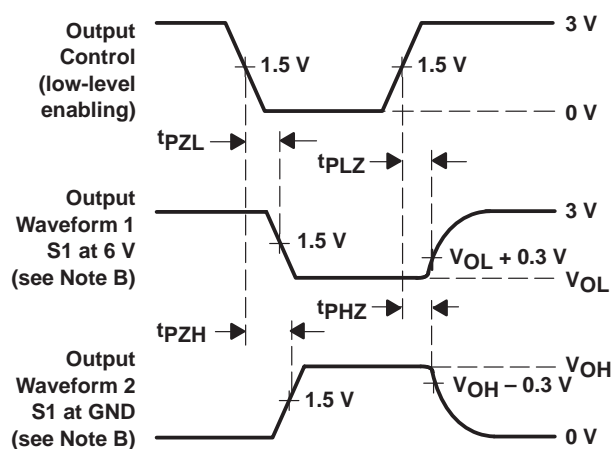 Output
Control
(low-level
enabling)
3 V
1.5 V
1.5 V
0 V
tPZL
tPLZ
Output
Waveform 1
S1 at 6 V
(see Note B)
3 V
1.5 V
VOL + 0.3 V
VOL
tPHZ
tPZH
Output
Waveform 2
S1 at GND
(see Note B)
VOH
VOH – 0.3 V
1.5 V
0 V